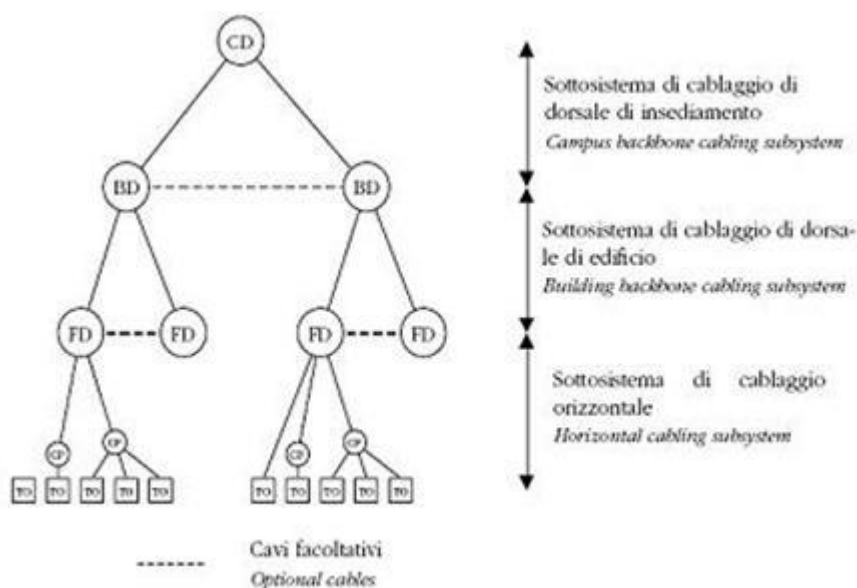 CD
Sottosistema di cablaggio di
dorsale di insediamento
Campus backbone cabling subsystem
BD
BD
Sottosistema di cablaggio di dorsa-
le di edificio
Building backbone cabling subsystem
FD
FD
FD
FD
Sottosistema di cablaggio
orizzontale
Horizontal cabling subsystem
CP
CP
CP
CP
TO
TO
TO
TO
TO
TO
TO
TO
TO
TO
Cavi facoltativi
Optional cables